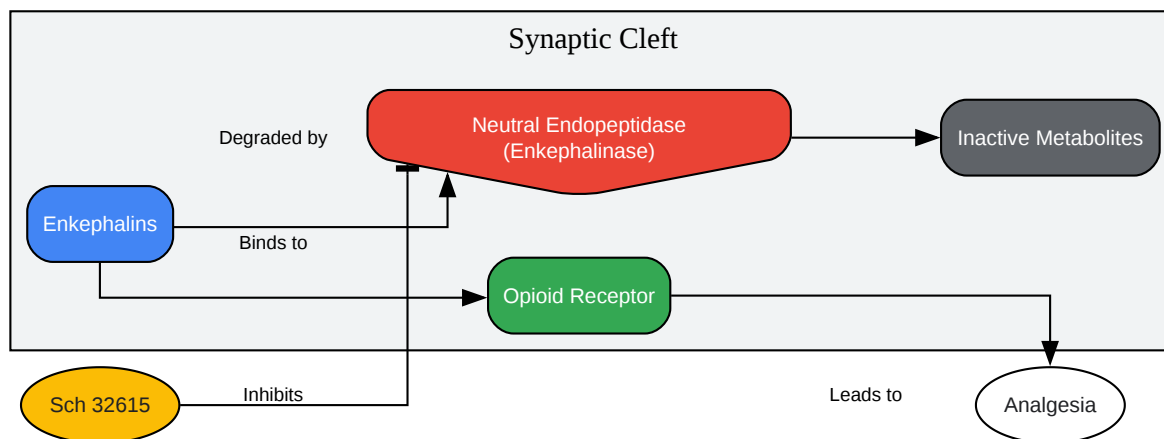 Synaptic Cleft
Degraded by
Neutral Endopeptidase
(Enkephalinase)
Inactive Metabolites
Enkephalins
Binds to
Opioid Receptor
Sch 32615
Inhibits
Leads to
Analgesia